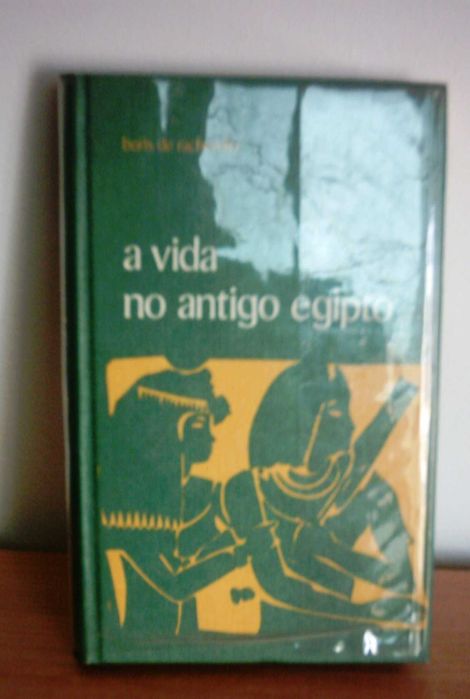 boris de rachewiltz
a vida
no antigo egipto